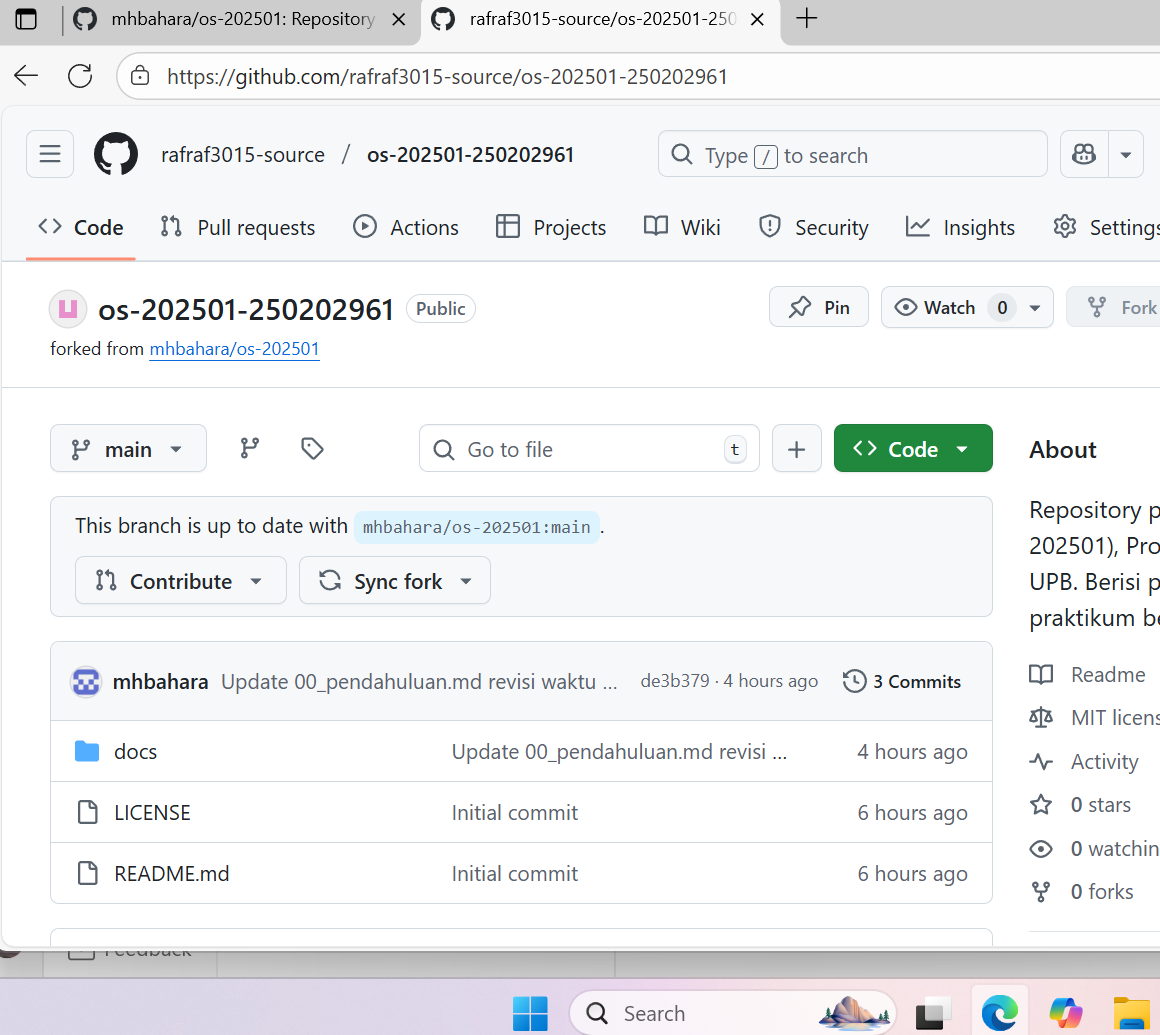 mhbahara/os-202501: Repository
rafraf3015-source/os-202501-250
https://github.com/rafraf3015-source/os-202501-250202961
rafraf3015-source / os-202501-250202961
Type / to search
Code Pull requests Actions Projects Wiki Security Insights Settings
os-202501-250202961 Public
Pin Watch 0 Fork
forked from mhbahara/os-202501
main
Go to file t
Code
About
This branch is up to date with mhbahara/os-202501:main .
Contribute Sync fork
Repository p
202501), Pro
UPB. Berisi p
praktikum be
mhbahara Update 00_pendahuluan.md revisi waktu ... de3b379 · 4 hours ago 3 Commits
docs Update 00_pendahuluan.md revisi ... 4 hours ago
LICENSE Initial commit 6 hours ago
README.md Initial commit 6 hours ago
Readme
MIT licens
Activity
0 stars
0 watchin
0 forks
Feedback
Search